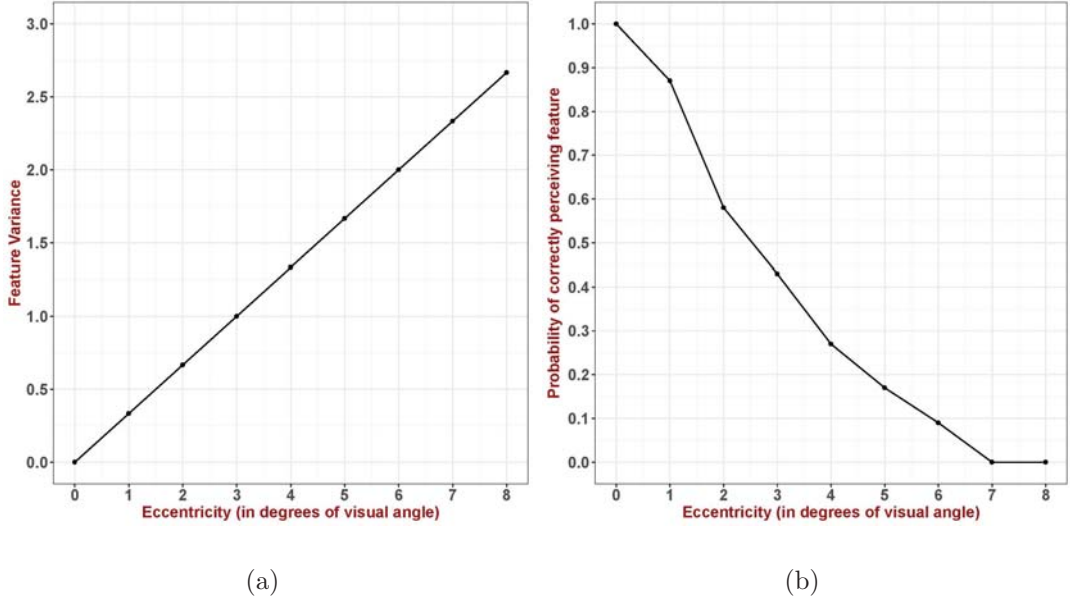 3.0
2.5
2.0
1.5
1.0
0.5
0.0
Feature Variance
0 1 2 3 4 5 6 7 8
Eccentricity (in degrees of visual angle)
(a)
1.0
0.9
0.8
0.7
0.6
0.5
0.4
0.3
0.2
0.1
0.0
Probability of correctly perceiving feature
0 1 2 3 4 5 6 7 8
Eccentricity (in degrees of visual angle)
(b)